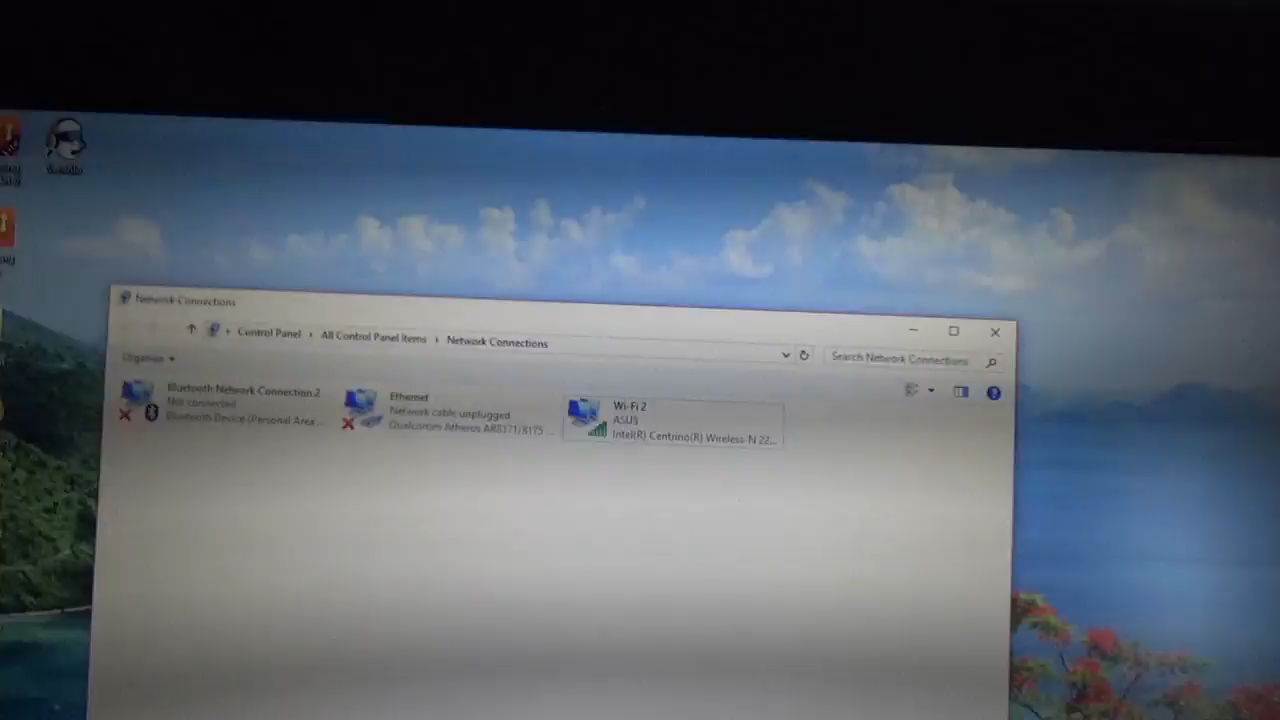 Network Connections
Control Panel › All Control Panel Items › Network Connections
Search Network Connections
Organize
Bluetooth Network Connection 2
Not connected
Bluetooth Device (Personal Area ...
Ethernet
Network cable unplugged
Qualcomm Atheros AR8171/8175 ...
Wi-Fi 2
ASUS
Intel(R) Centrino(R) Wireless-N 22...